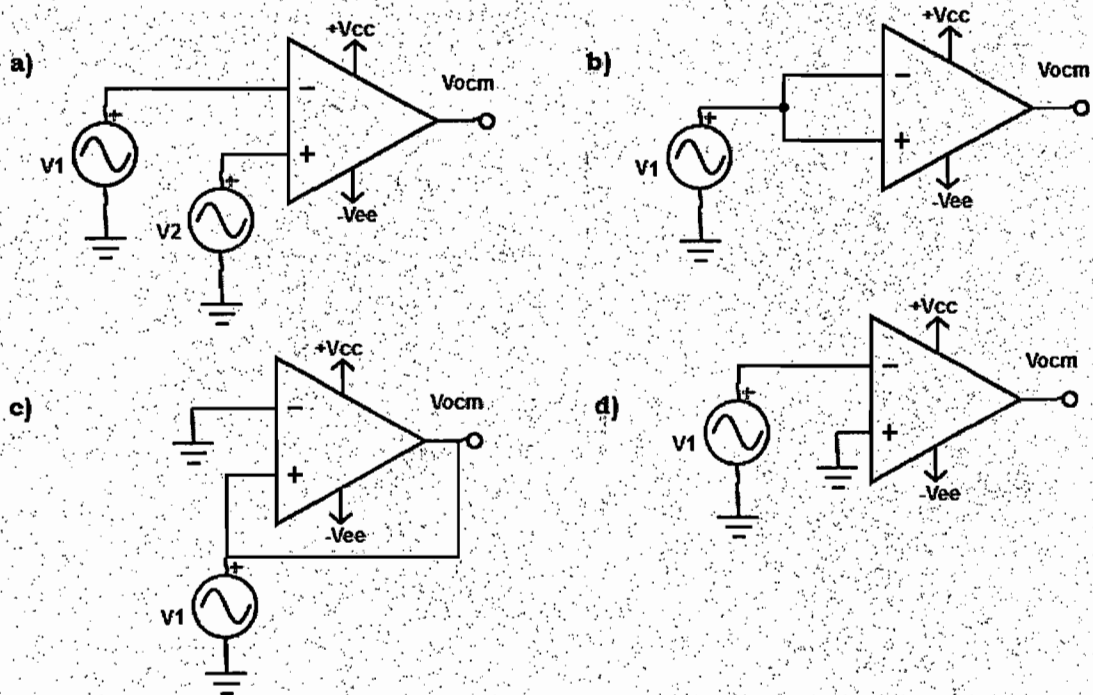 a)
+Vcc
Vocm
−
+
+
V1
+
V2
-Vee
b)
+Vcc
Vocm
−
+
+
V1
-Vee
c)
+Vcc
Vocm
−
+
-Vee
+
V1
d)
+Vcc
Vocm
−
+
+
V1
-Vee